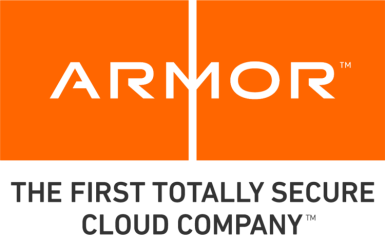 ARMOR™
THE FIRST TOTALLY SECURE
CLOUD COMPANY™